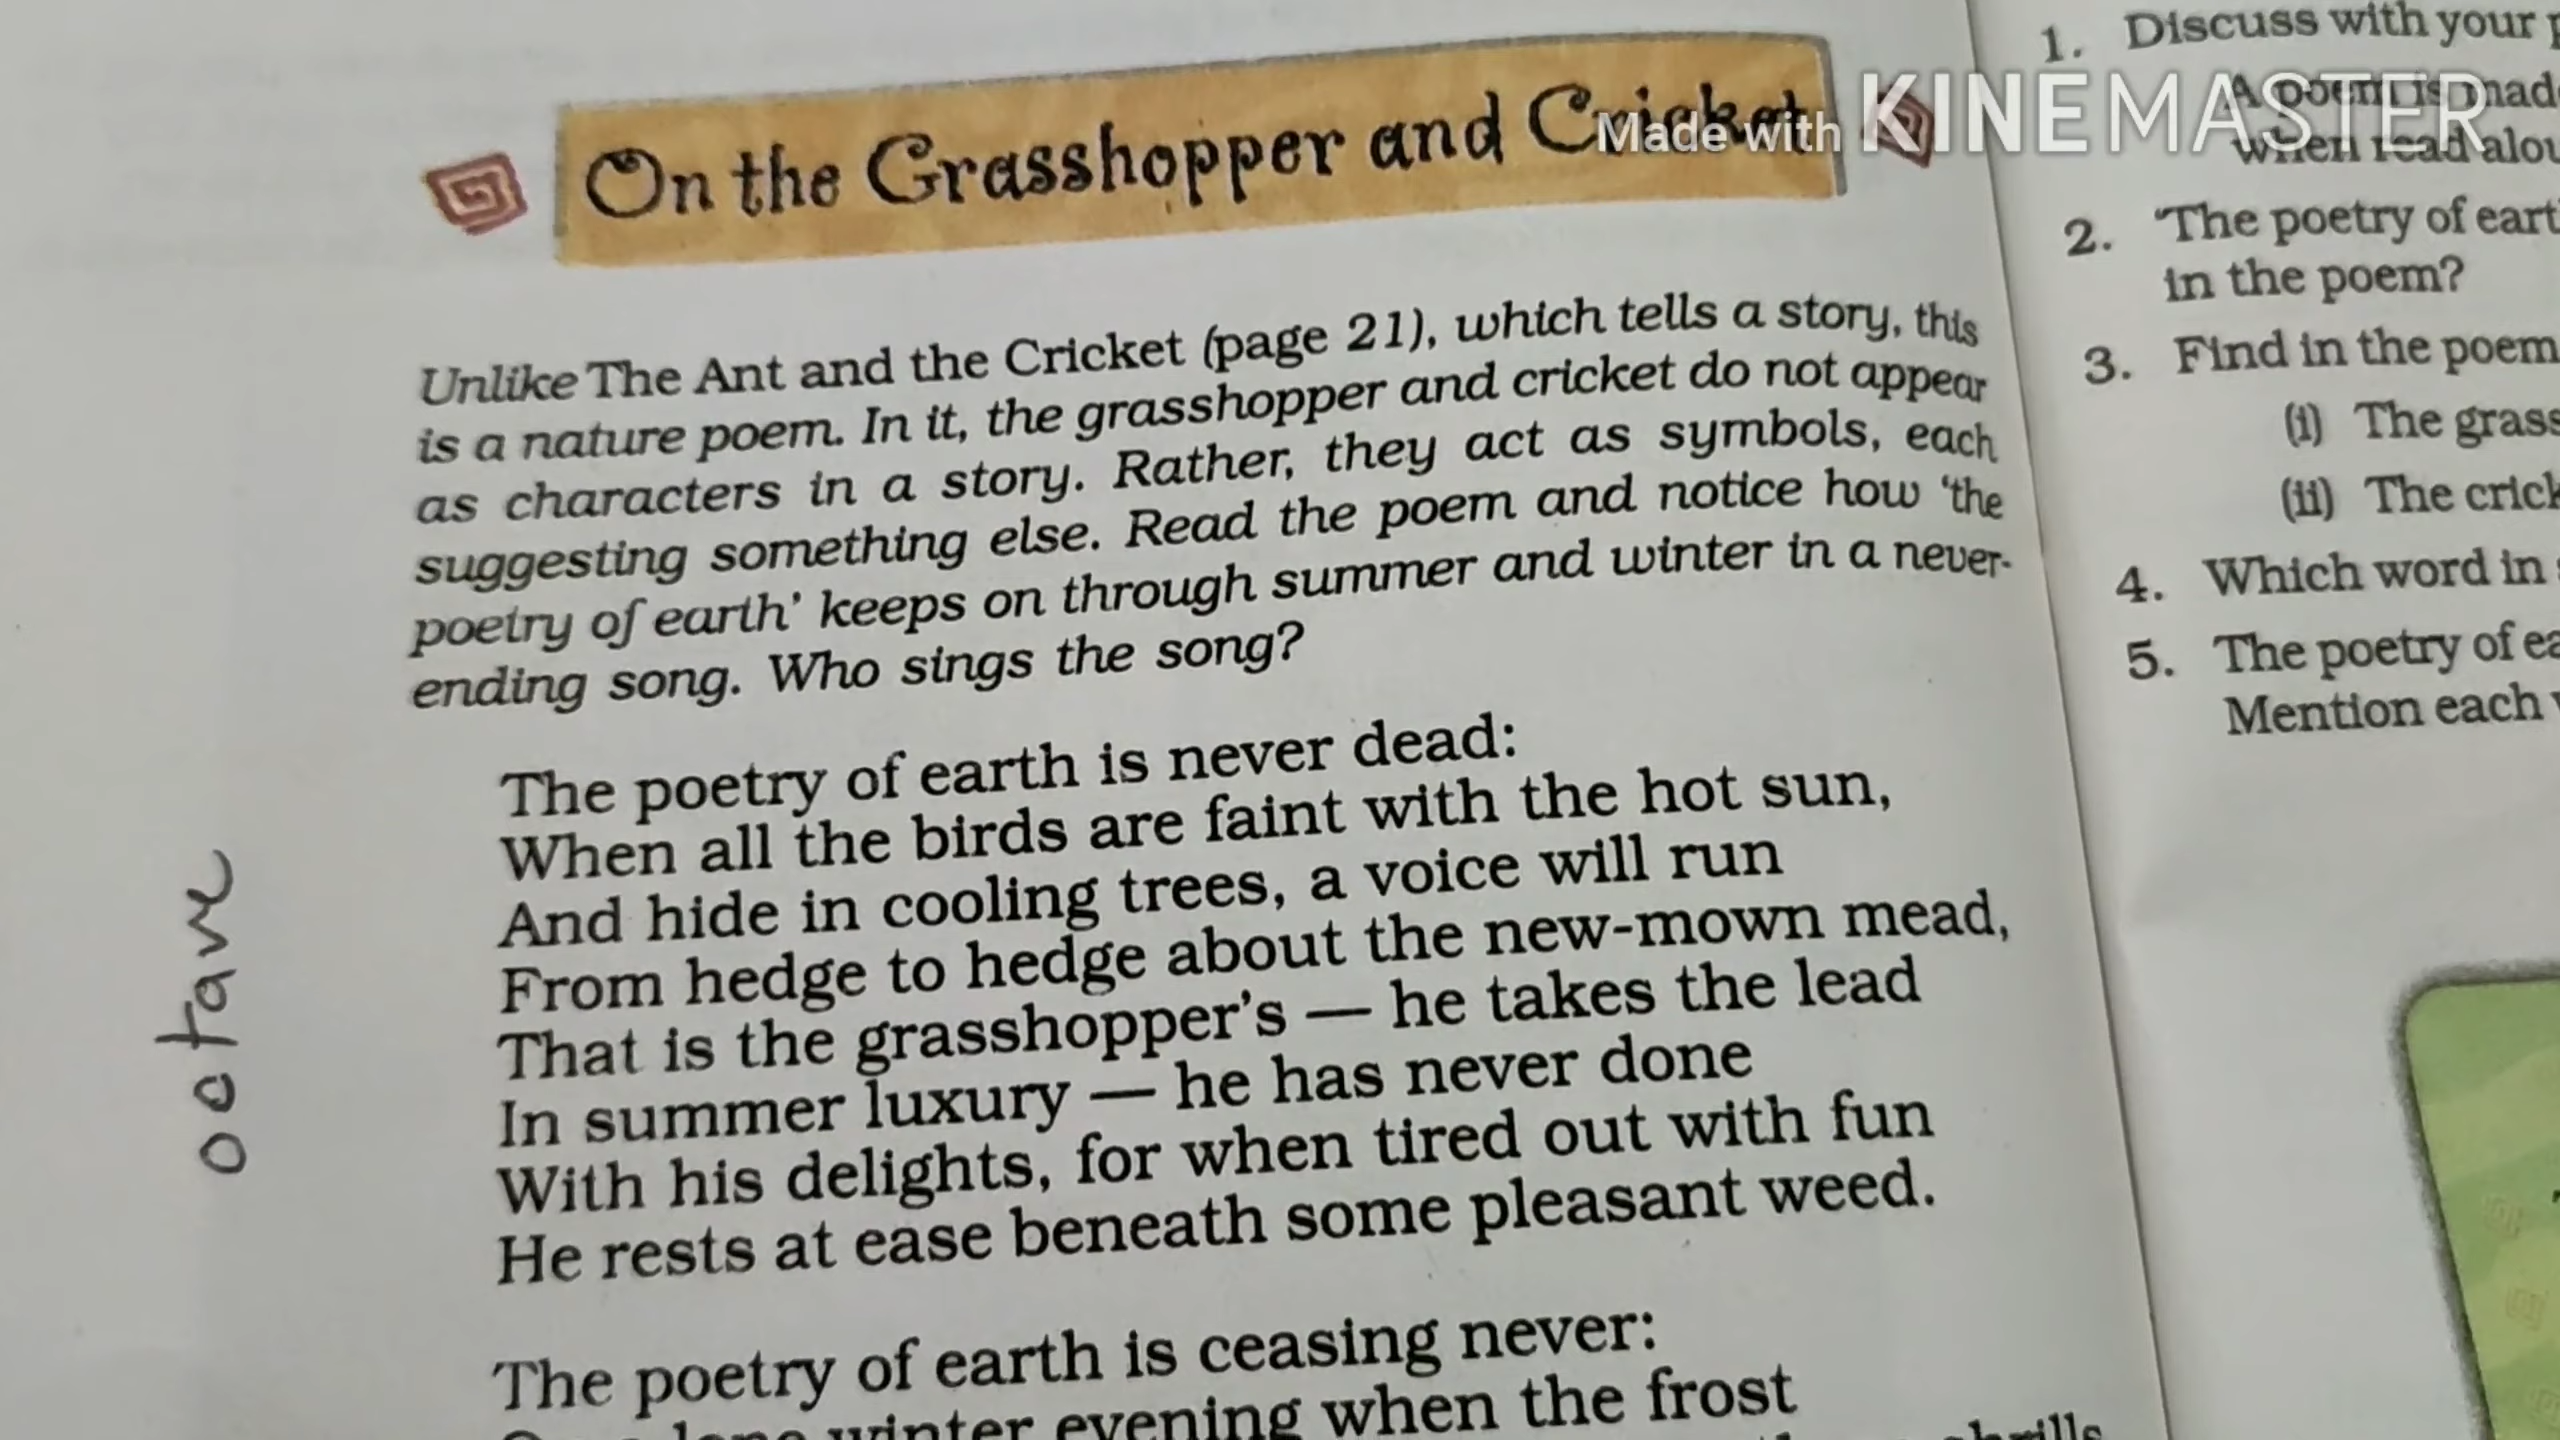 On the Grasshopper and Cricket
Made with KINEMASTER
Unlike The Ant and the Cricket (page 21), which tells a story, this
is a nature poem. In it, the grasshopper and cricket do not appear
as characters in a story. Rather, they act as symbols, each
suggesting something else. Read the poem and notice how ‘the
poetry of earth’ keeps on through summer and winter in a never-
ending song. Who sings the song?
The poetry of earth is never dead:
When all the birds are faint with the hot sun,
And hide in cooling trees, a voice will run
From hedge to hedge about the new-mown mead,
That is the grasshopper’s — he takes the lead
In summer luxury — he has never done
With his delights, for when tired out with fun
He rests at ease beneath some pleasant weed.
The poetry of earth is ceasing never:
winter evening when the frost
ootave
1. Discuss with your
A poem is
when read
2. ‘The poetry of
in the poem?
3. Find in the poem
(i) The
(ii) The
4. Which word in
5. The poetry of
Mention each